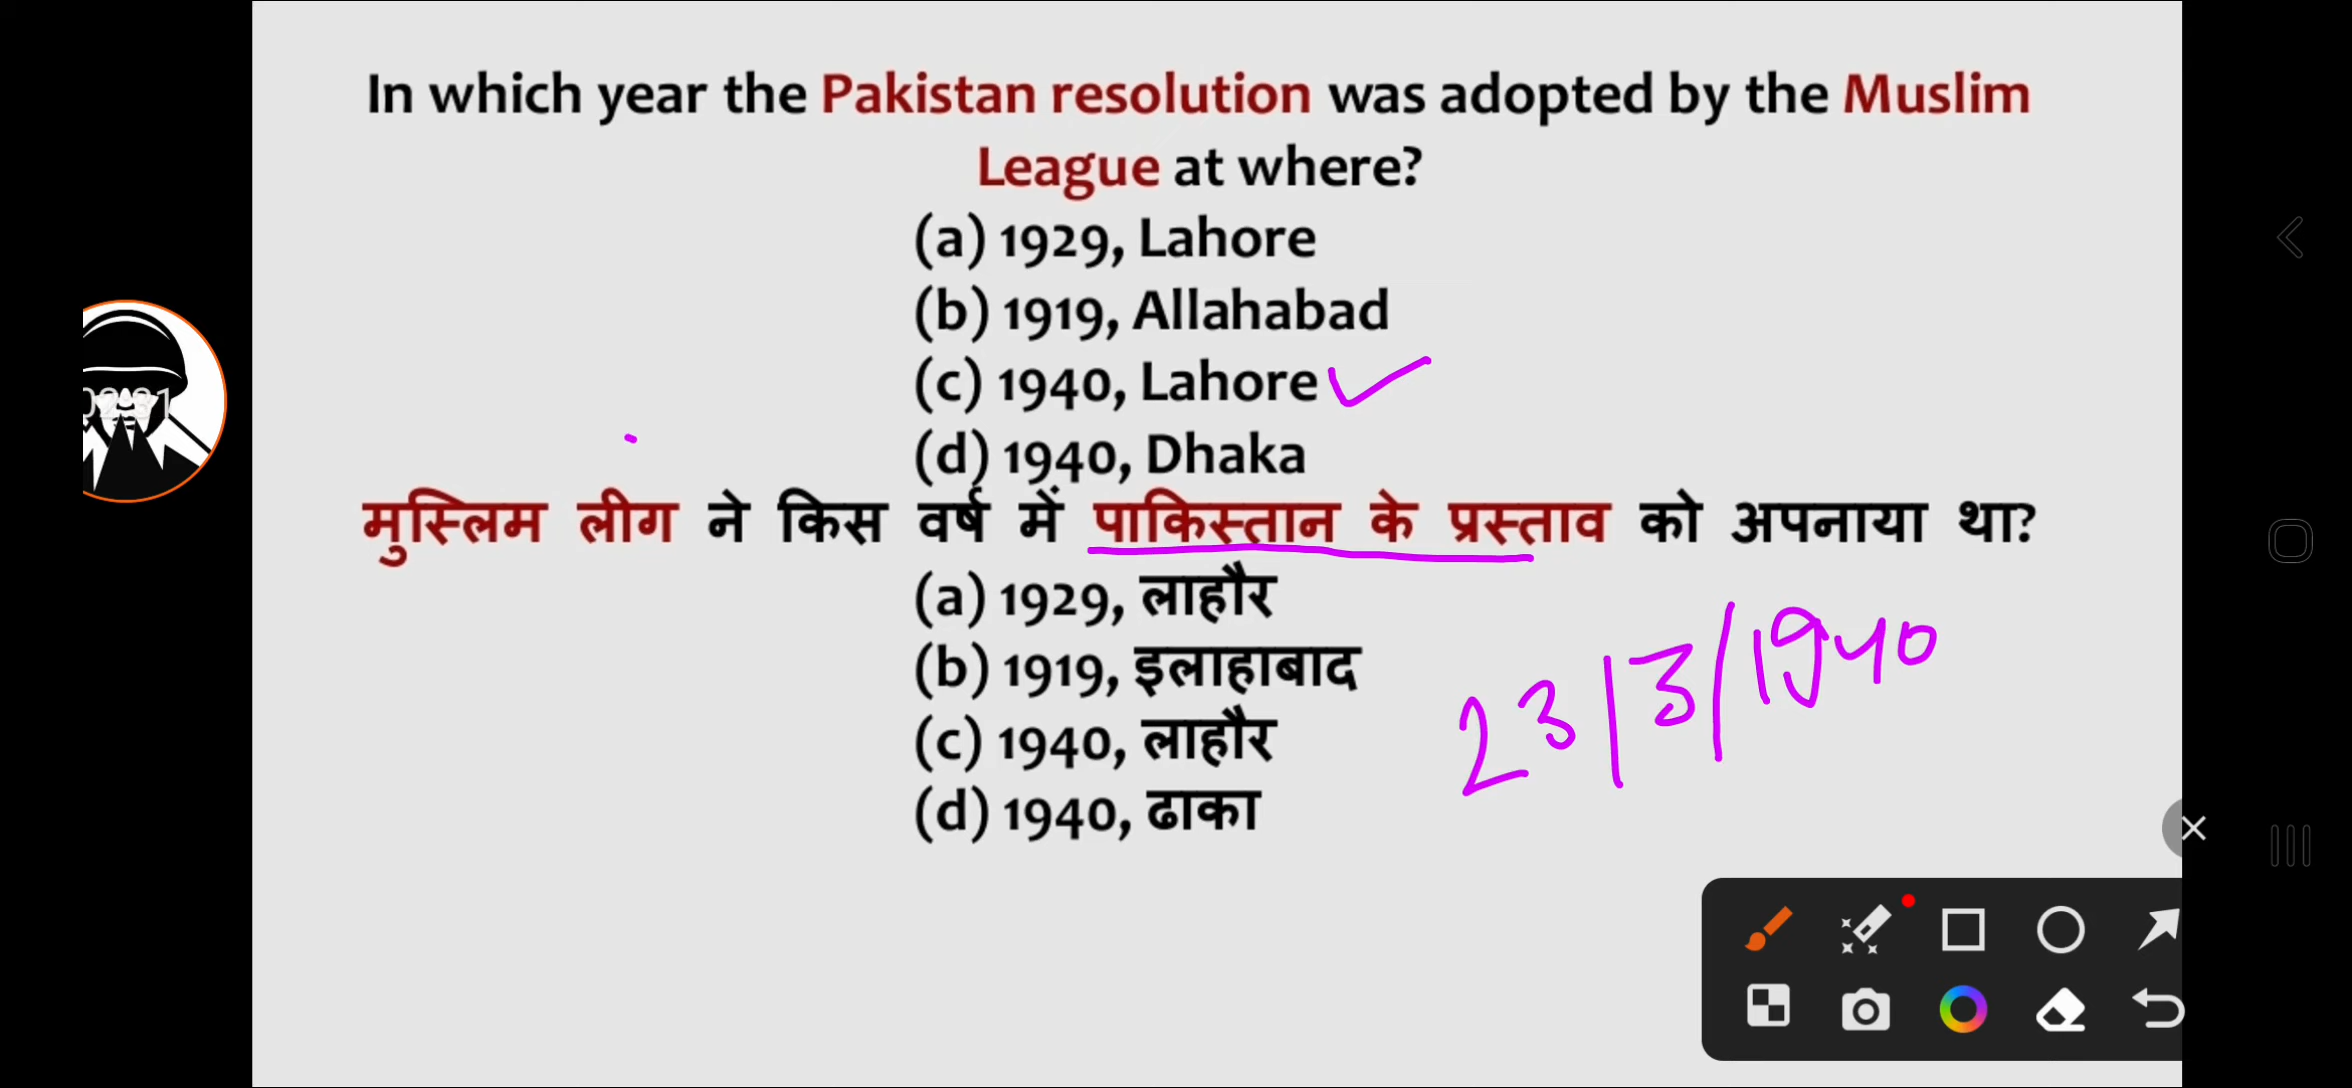 In which year the Pakistan resolution was adopted by the Muslim
League at where?
(a) 1929, Lahore
(b) 1919, Allahabad
(c) 1940, Lahore
(d) 1940, Dhaka
मुस्लिम लीग ने किस वर्ष में पाकिस्तान के प्रस्ताव को अपनाया था?
(a) 1929, लाहौर
(b) 1919, इलाहाबाद
(c) 1940, लाहौर
(d) 1940, ढाका
23/3/1940